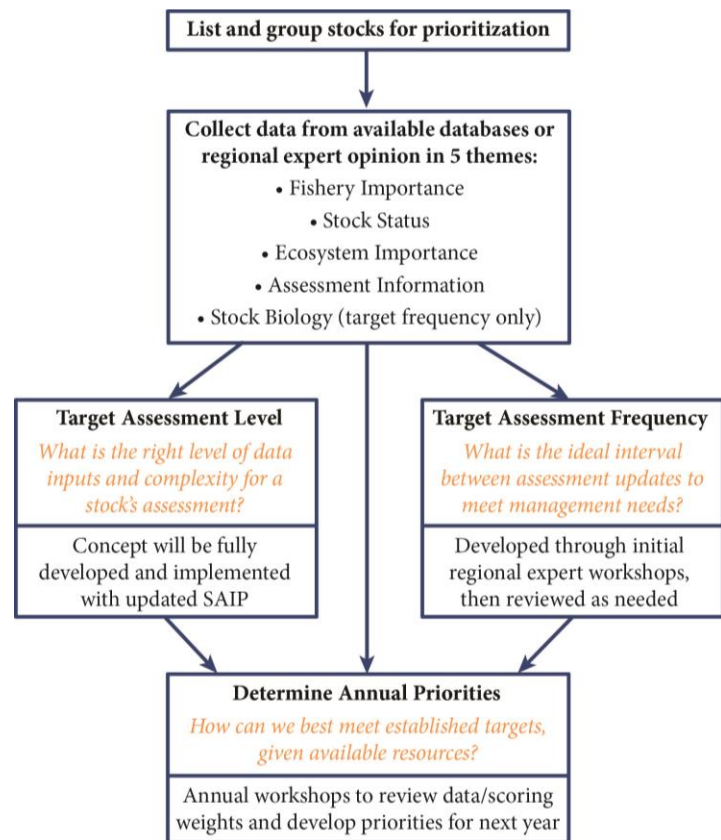 List and group stocks for prioritization
Collect data from available databases or
regional expert opinion in 5 themes:
• Fishery Importance
• Stock Status
• Ecosystem Importance
• Assessment Information
• Stock Biology (target frequency only)
Target Assessment Level
What is the right level of data
inputs and complexity for a
stock's assessment?
Concept will be fully
developed and implemented
with updated SAIP
Target Assessment Frequency
What is the ideal interval
between assessment updates to
meet management needs?
Developed through initial
regional expert workshops,
then reviewed as needed
Determine Annual Priorities
How can we best meet established targets,
given available resources?
Annual workshops to review data/scoring
weights and develop priorities for next year